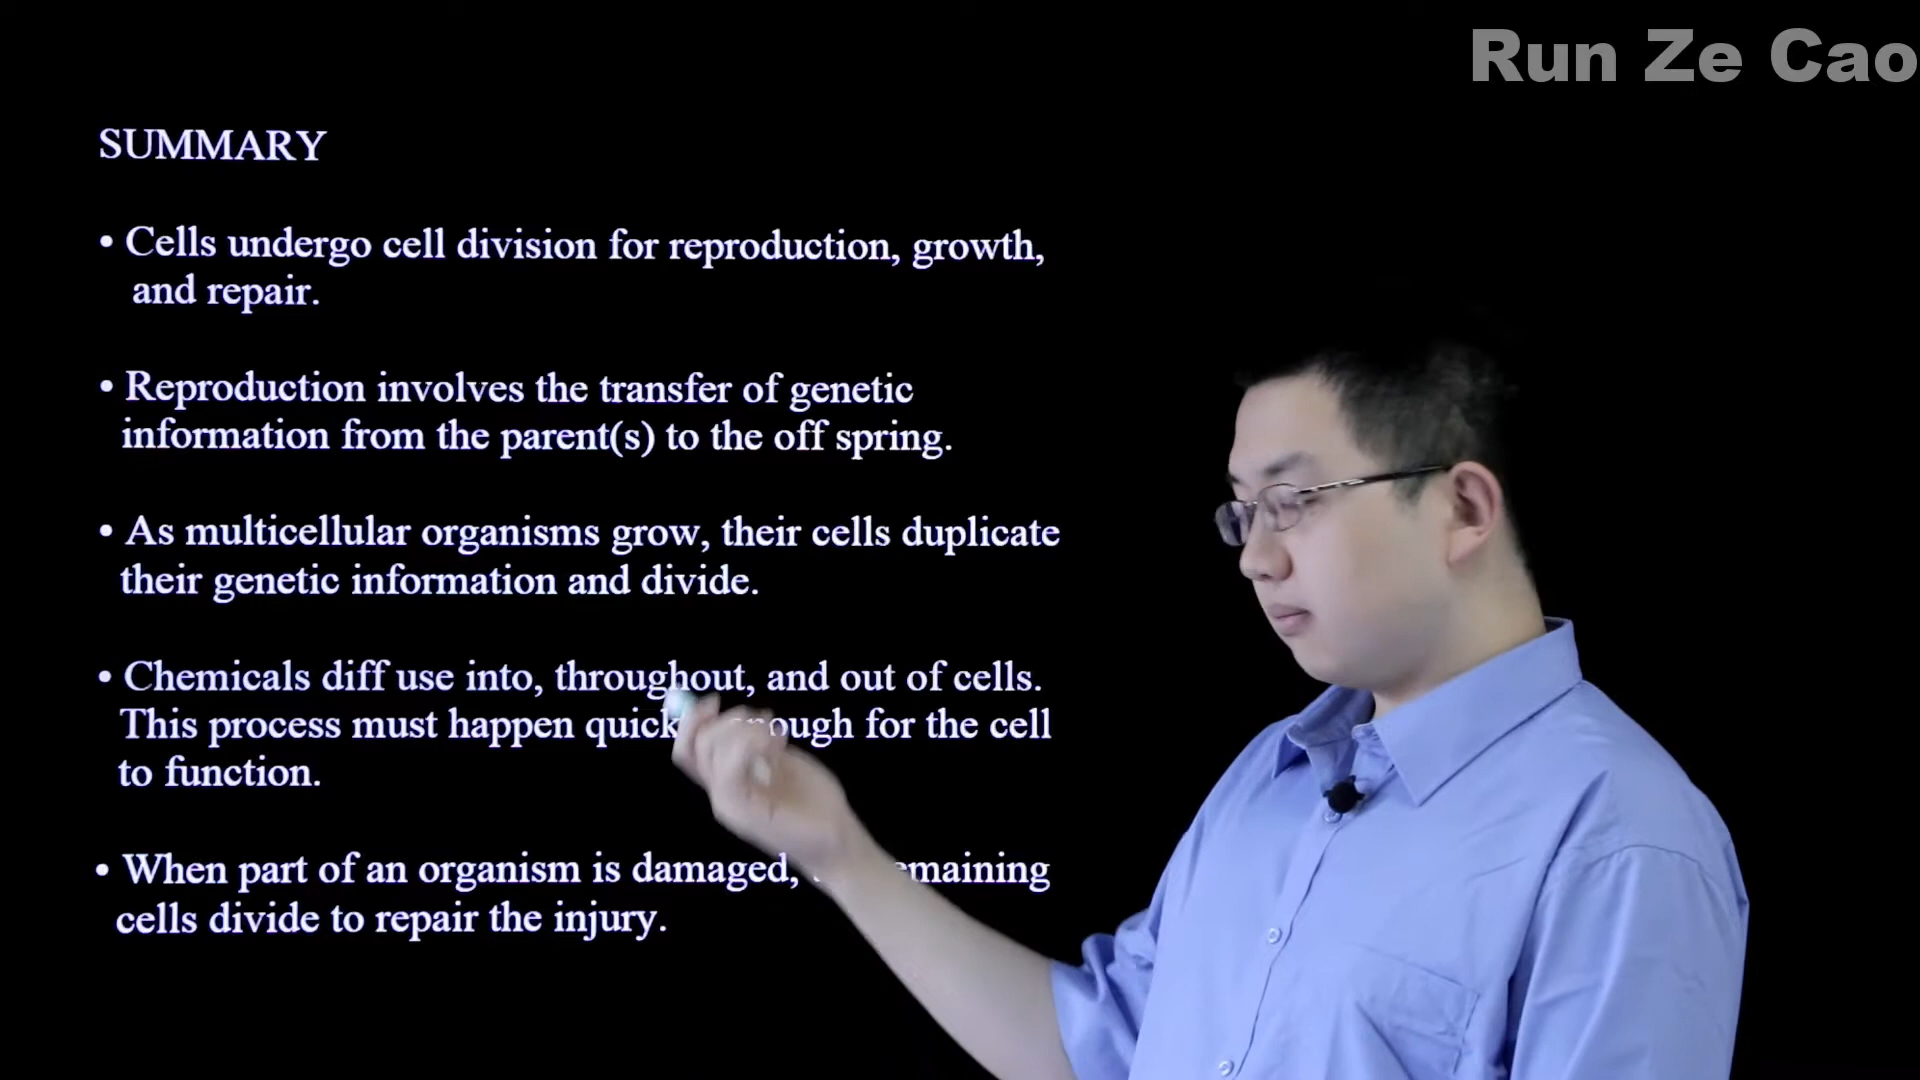 Run Ze Cao
SUMMARY
• Cells undergo cell division for reproduction, growth,
and repair.
• Reproduction involves the transfer of genetic
information from the parent(s) to the off spring.
• As multicellular organisms grow, their cells duplicate
their genetic information and divide.
• Chemicals diff use into, throughout, and out of cells.
This process must happen for the cell
to function.
• When part of an organism is damaged,
cells divide to repair the injury.